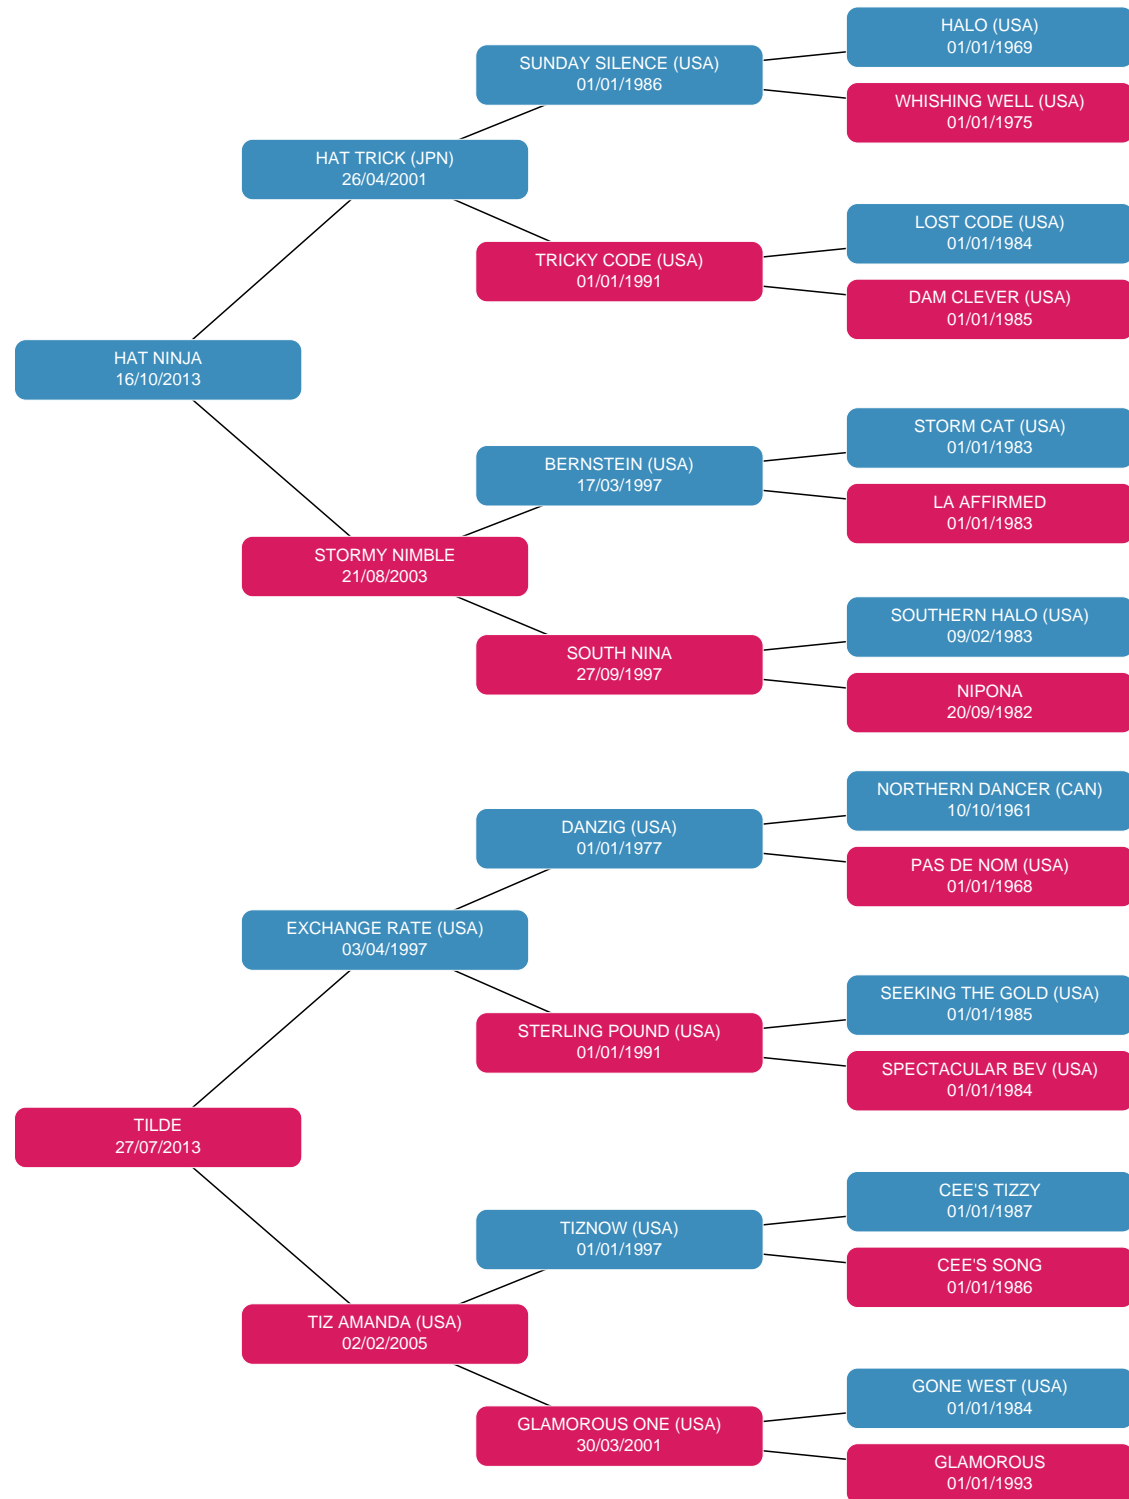 HALO (USA)
01/01/1969
SUNDAY SILENCE (USA)
01/01/1986
WHISHING WELL (USA)
01/01/1975
HAT TRICK (JPN)
26/04/2001
LOST CODE (USA)
01/01/1984
TRICKY CODE (USA)
01/01/1991
DAM CLEVER (USA)
01/01/1985
HAT NINJA
16/10/2013
STORM CAT (USA)
01/01/1983
BERNSTEIN (USA)
17/03/1997
LA AFFIRMED
01/01/1983
STORMY NIMBLE
21/08/2003
SOUTHERN HALO (USA)
09/02/1983
SOUTH NINA
27/09/1997
NIPONA
20/09/1982
NORTHERN DANCER (CAN)
10/10/1961
DANZIG (USA)
01/01/1977
PAS DE NOM (USA)
01/01/1968
EXCHANGE RATE (USA)
03/04/1997
SEEKING THE GOLD (USA)
01/01/1985
STERLING POUND (USA)
01/01/1991
SPECTACULAR BEV (USA)
01/01/1984
TILDE
27/07/2013
CEE'S TIZZY
01/01/1987
TIZNOW (USA)
01/01/1997
CEE'S SONG
01/01/1986
TIZ AMANDA (USA)
02/02/2005
GONE WEST (USA)
01/01/1984
GLAMOROUS ONE (USA)
30/03/2001
GLAMOROUS
01/01/1993